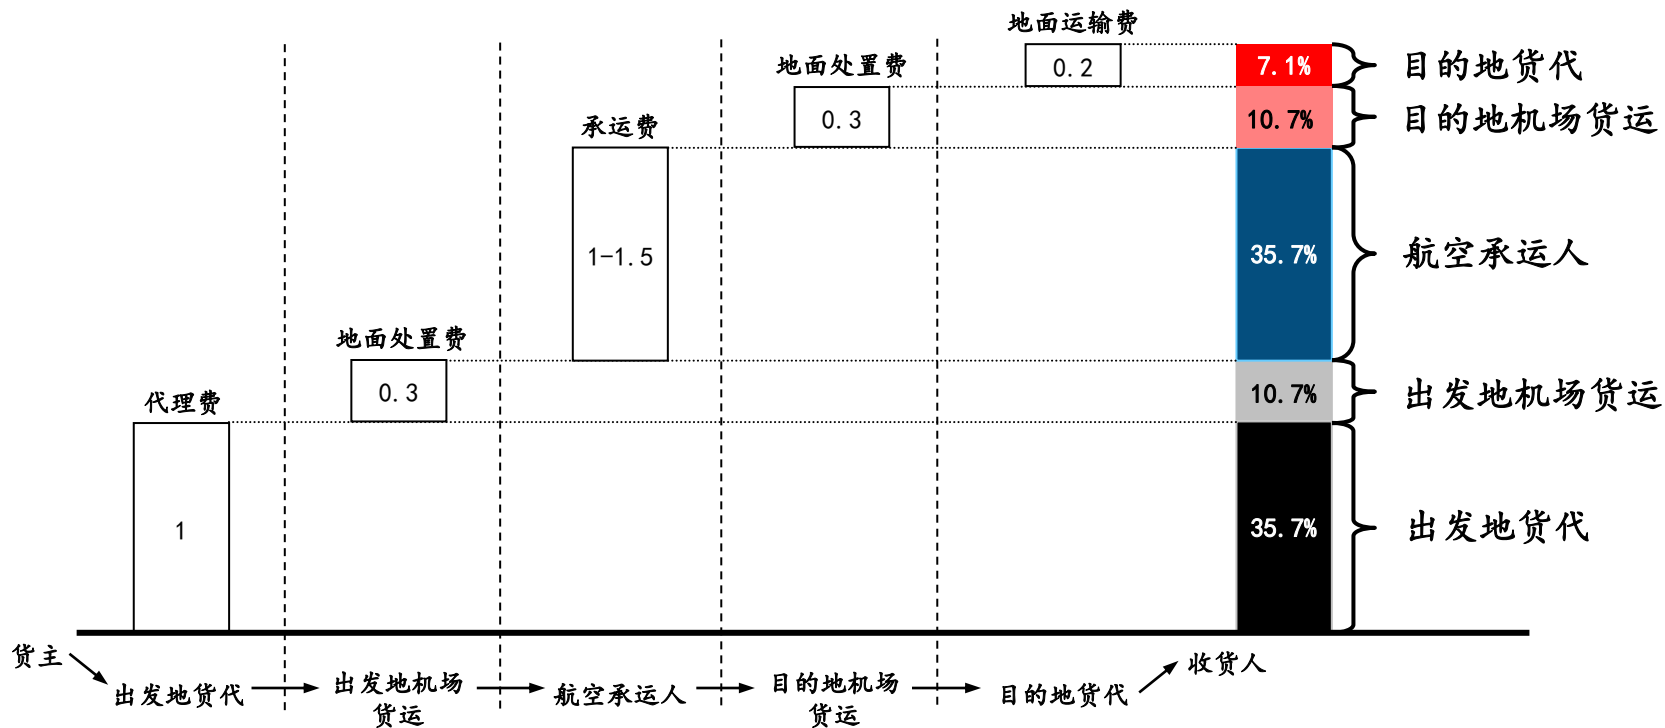 地面运输费
0.2
7.1%
目的地货代
地面处置费
0.3
10.7%
目的地机场货运
承运费
1-1.5
35.7%
航空承运人
地面处置费
0.3
10.7%
出发地机场货运
代理费
1
35.7%
出发地货代
货主
出发地货代
出发地机场
货运
航空承运人
目的地机场
货运
目的地货代
收货人